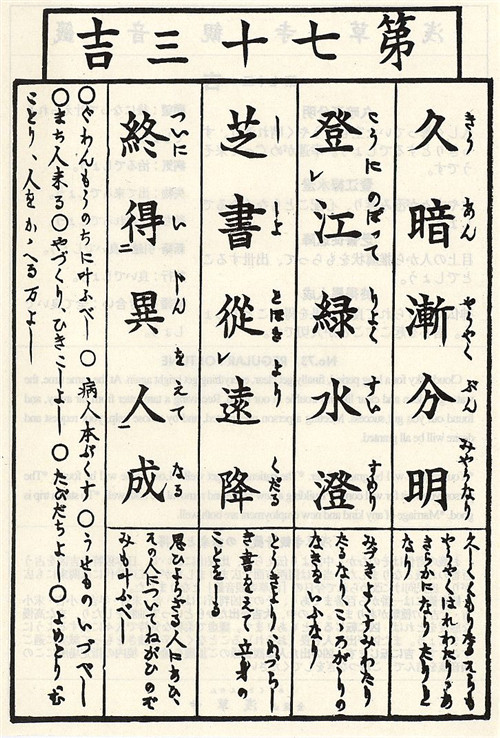 第七十三吉
久暗漸分明
きう あん やうやく ぶん みやうなり
登レ江緑水澄
こうにのぼつて りよく すい すめり
芝書從レ遠降
し しよ とほきより くだる
終得異人成
ついに い じんをえて なる
久しくくもりたるそらも
やう〳〵はれわたりあ
きらかになりたりと
なり
みづきよくすみわたり
たるなり、こゝろがゝりの
なきをいふなり
とをきより、めづらし
き書をえて立身の
ことをしる
思ひよらざる人にあひ、
その人についてねがひのぞ
みも叶ふべし
○ぐわんもうのちに叶ふべし ○病人本ぷくす ○うせものいづべし
○まち人来る○やづくり、ひきこしよし ○たびだちよし ○よめとりむ
ことり、人をかゝへる万よし